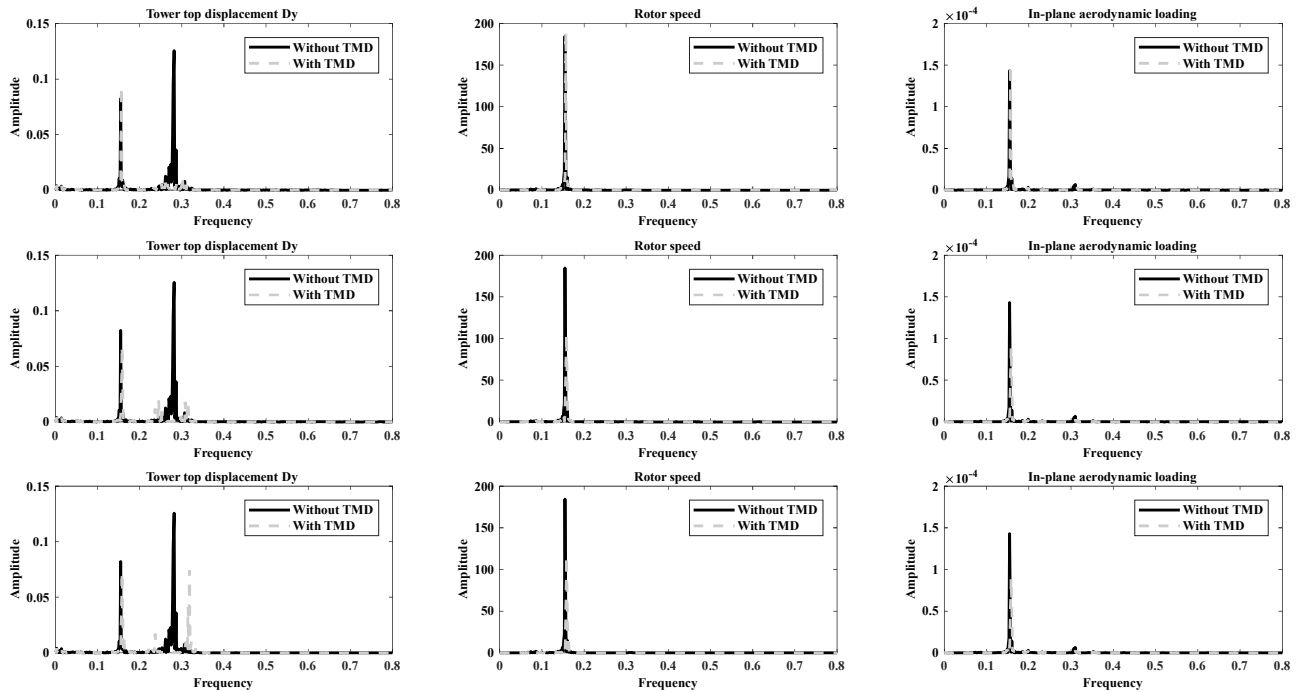 Tower top displacement Dy
0.15
0.1
0.05
0
Amplitude
Without TMD
With TMD
0 0.1 0.2 0.3 0.4 0.5 0.6 0.7 0.8
Frequency
Rotor speed
200
150
100
50
0
Amplitude
Without TMD
With TMD
0 0.1 0.2 0.3 0.4 0.5 0.6 0.7 0.8
Frequency
In-plane aerodynamic loading
×10⁻⁴
2
1.5
1
0.5
0
Amplitude
Without TMD
With TMD
0 0.1 0.2 0.3 0.4 0.5 0.6 0.7 0.8
Frequency
Tower top displacement Dy
0.15
0.1
0.05
0
Amplitude
Without TMD
With TMD
0 0.1 0.2 0.3 0.4 0.5 0.6 0.7 0.8
Frequency
Rotor speed
200
150
100
50
0
Amplitude
Without TMD
With TMD
0 0.1 0.2 0.3 0.4 0.5 0.6 0.7 0.8
Frequency
In-plane aerodynamic loading
×10⁻⁴
2
1.5
1
0.5
0
Amplitude
Without TMD
With TMD
0 0.1 0.2 0.3 0.4 0.5 0.6 0.7 0.8
Frequency
Tower top displacement Dy
0.15
0.1
0.05
0
Amplitude
Without TMD
With TMD
0 0.1 0.2 0.3 0.4 0.5 0.6 0.7 0.8
Frequency
Rotor speed
200
150
100
50
0
Amplitude
Without TMD
With TMD
0 0.1 0.2 0.3 0.4 0.5 0.6 0.7 0.8
Frequency
In-plane aerodynamic loading
×10⁻⁴
2
1.5
1
0.5
0
Amplitude
Without TMD
With TMD
0 0.1 0.2 0.3 0.4 0.5 0.6 0.7 0.8
Frequency